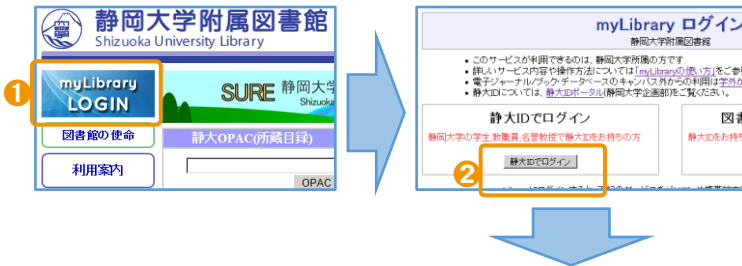 静岡大学附属図書館
Shizuoka University Library
1
myLibrary
LOGIN
SURE 静岡大学
Shizuoka
図書館の使命
静大OPAC(所蔵目録)
利用案内
OPAC
myLibrary ログイン
静岡大学附属図書館
• このサービスが利用できるのは、静岡大学所属の方です。
• 詳しいサービス内容や操作方法については「myLibraryの使い方」をご参
• 電子ジャーナル/ブック・データベースのキャンパス外からの利用は学外か
• 静大IDについては、静大IDポータル(静岡大学企画部)をご覧ください。
静大IDでログイン
図書
静岡大学の学生,教職員,名誉教授で静大IDをお持ちの方
静大IDをお持ち
静大IDでログイン
2